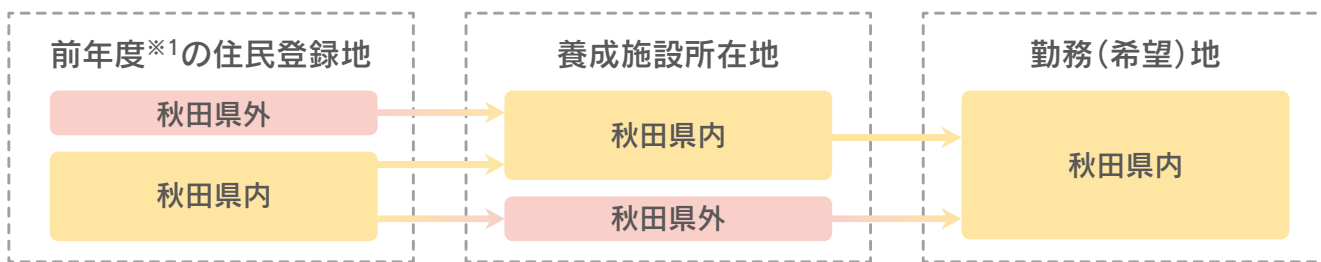 前年度※1の住民登録地
秋田県外
秋田県内
養成施設所在地
秋田県内
秋田県外
勤務(希望)地
秋田県内